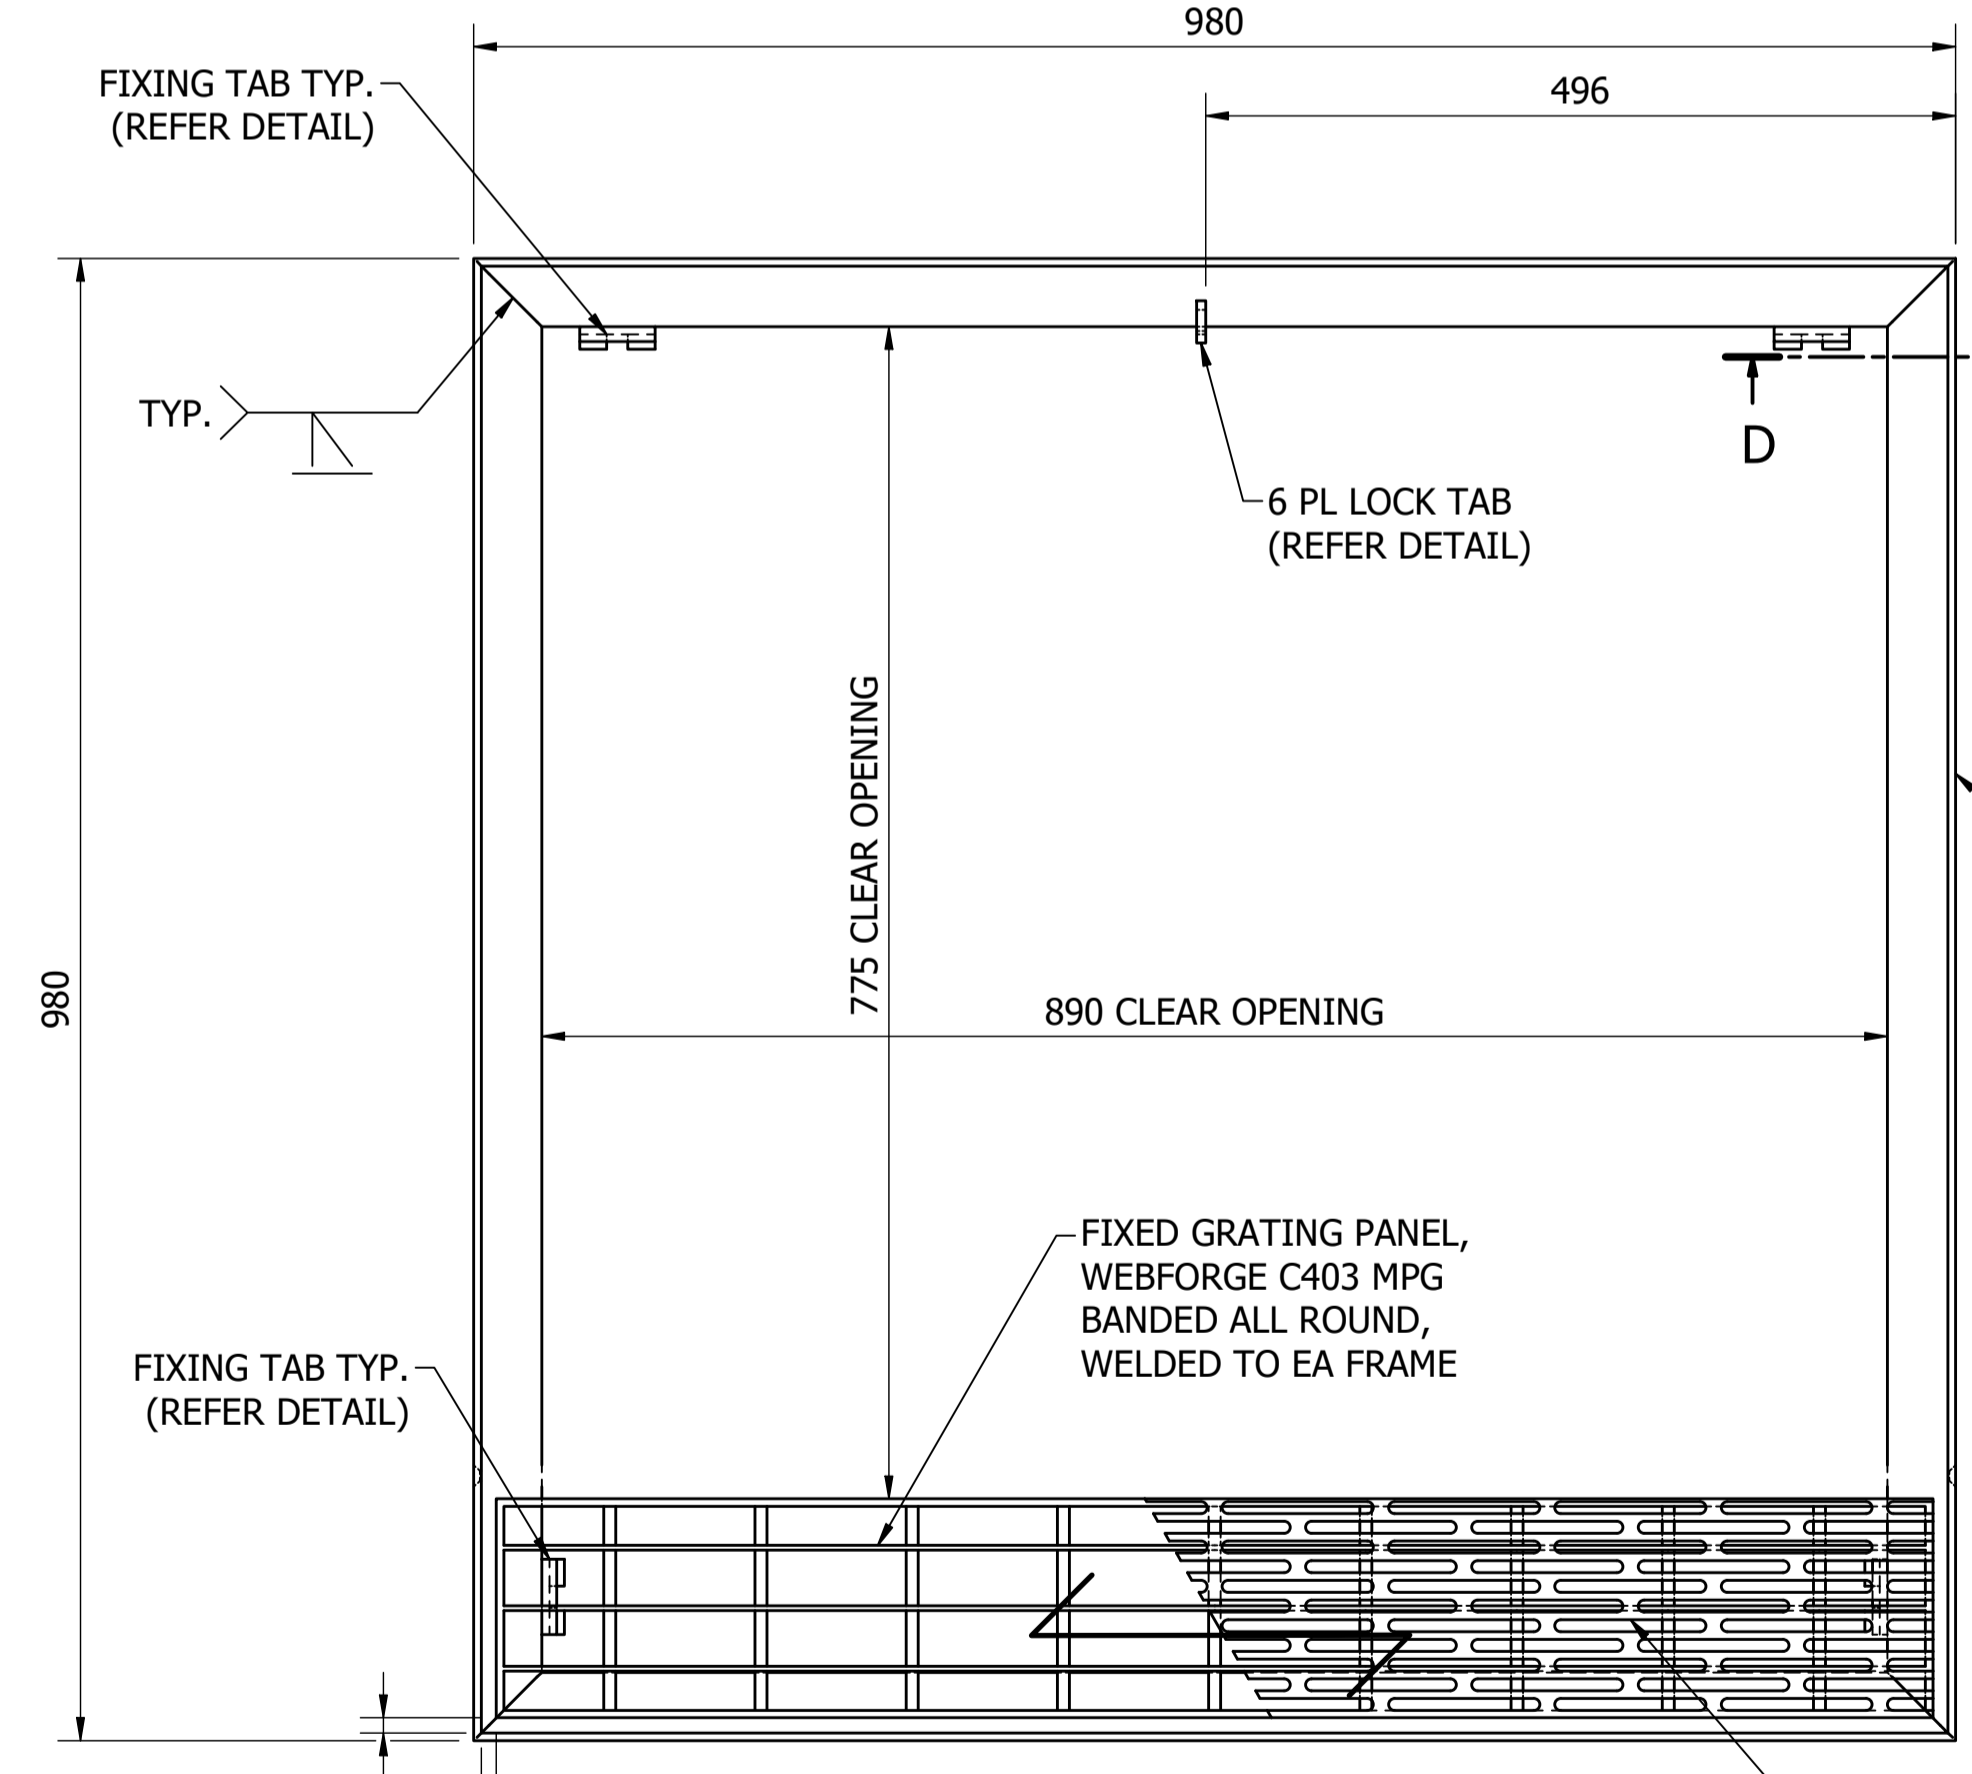 980
496
FIXING TAB TYP.
(REFER DETAIL)
TYP.
D
6 PL LOCK TAB
(REFER DETAIL)
775 CLEAR OPENING
980
890 CLEAR OPENING
FIXED GRATING PANEL,
WEBFORGE C403 MPG
BANDED ALL ROUND,
WELDED TO EA FRAME
FIXING TAB TYP.
(REFER DETAIL)